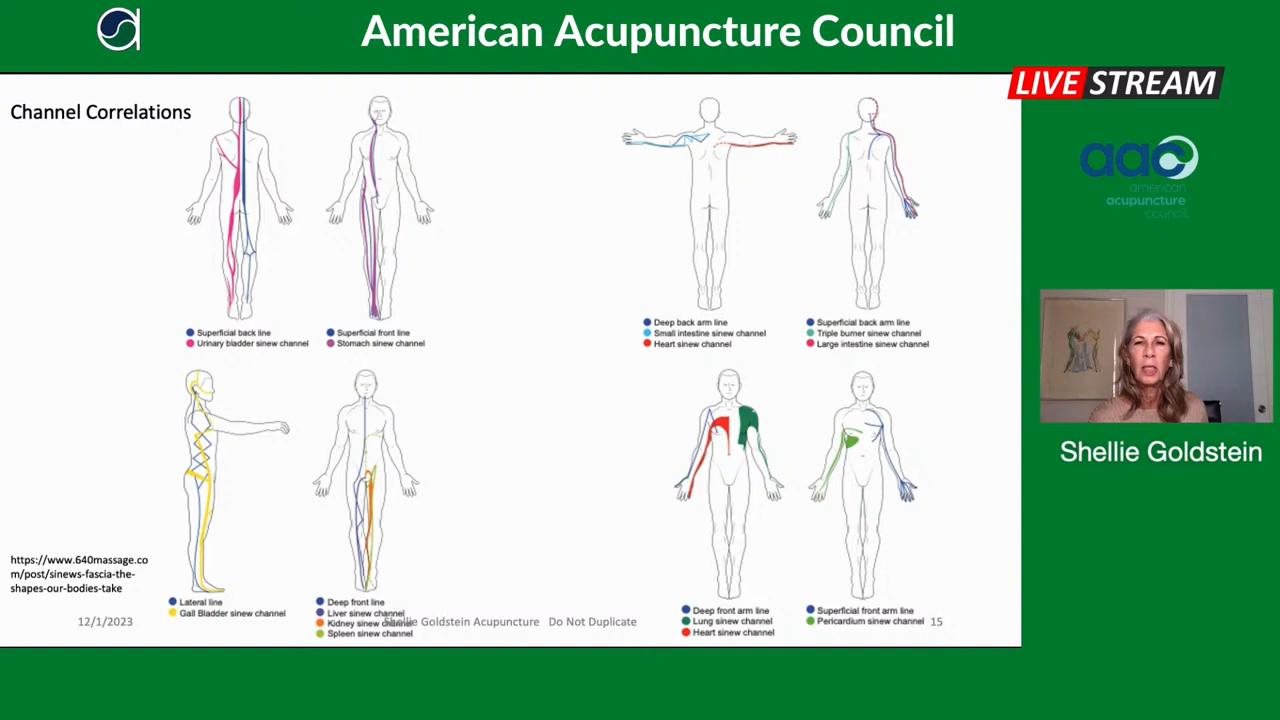 American Acupuncture Council
LIVE STREAM
Channel Correlations
Superficial back line
Urinary bladder sinew channel
Superficial front line
Stomach sinew channel
Deep back arm line
Small intestine sinew channel
Heart sinew channel
Superficial back arm line
Triple burner sinew channel
Large intestine sinew channel
aac
american
acupuncture
council
Shellie Goldstein
https://www.640massage.co
m/post/sinews-fascia-the-
shapes-our-bodies-take
Lateral line
Gall Bladder sinew channel
Deep front line
Liver sinew channel
Kidney sinew channel
Spleen sinew channel
Deep front arm line
Lung sinew channel
Heart sinew channel
Superficial front arm line
Pericardium sinew channel
12/1/2023
Shellie Goldstein Acupuncture Do Not Duplicate
15